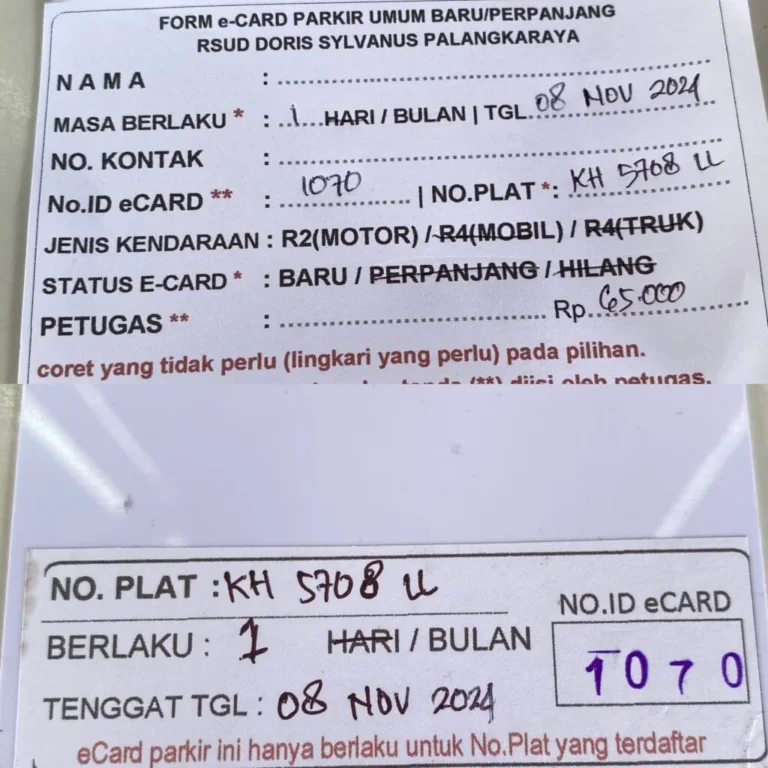 FORM e-CARD PARKIR UMUM BARU/PERPANJANG
RSUD DORIS SYLVANUS PALANGKARAYA
NAMA :
MASA BERLAKU * : 1 HARI / BULAN | TGL 08 NOV 2024
NO. KONTAK :
No.ID eCARD ** : 1070 | NO.PLAT *: KH 5708 U
JENIS KENDARAAN : R2(MOTOR) / R4(MOBIL) / R4(TRUK)
STATUS E-CARD * : BARU / PERPANJANG / HILANG
PETUGAS ** : Rp. 65.000
coret yang tidak perlu (lingkari yang perlu) pada pilihan.
(**) diisi oleh petugas.
NO. PLAT : KH 5708 U
BERLAKU : 1 HARI / BULAN
TENGGAT TGL : 08 NOV 2024
NO.ID eCARD
1070
eCard parkir ini hanya berlaku untuk No.Plat yang terdaftar